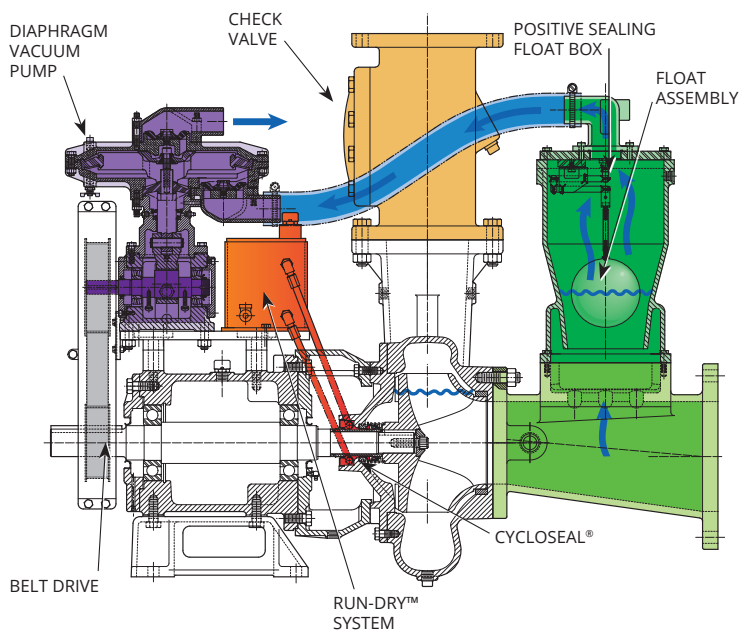 DIAPHRAGM
VACUUM
PUMP
CHECK
VALVE
POSITIVE SEALING
FLOAT BOX
FLOAT
ASSEMBLY
CYCLOSEAL®
BELT DRIVE
RUN-DRY™
SYSTEM